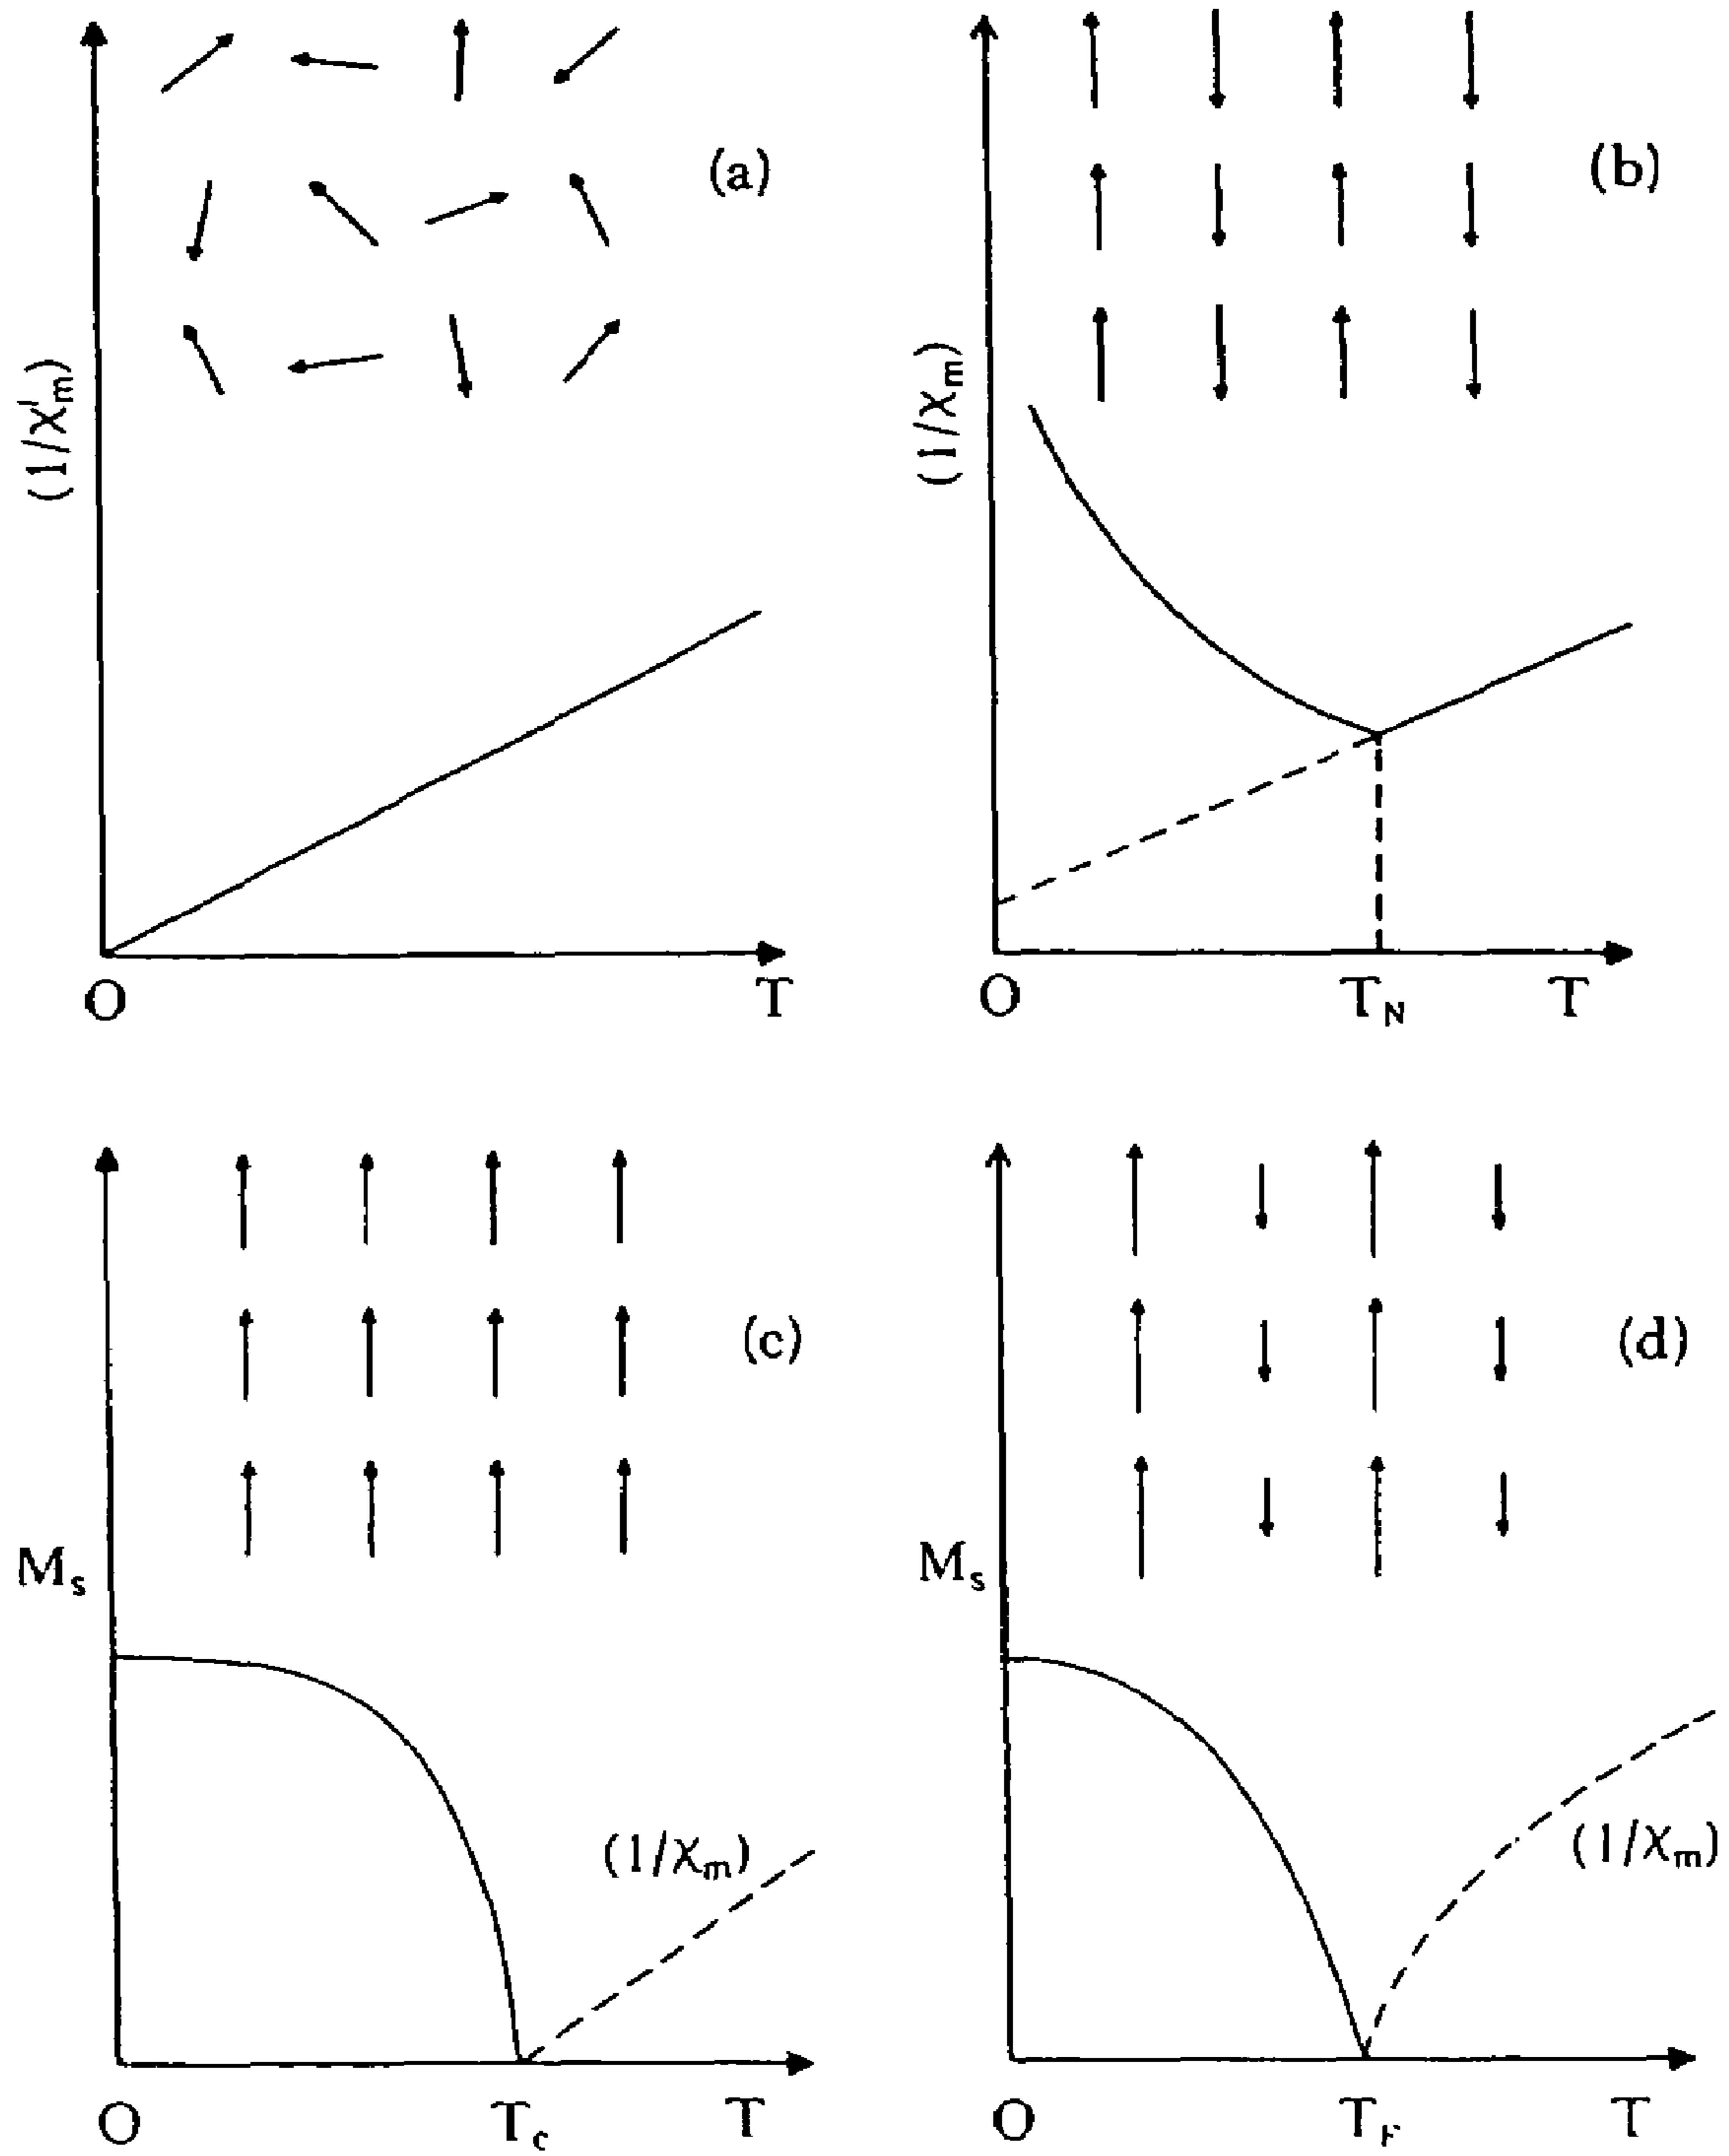 (a)
(1/χ̄m)
O T
(b)
(1/χm)
O TN T
(c)
Ms
(1/χm)
O Tc T
(d)
Ms
(1/χm)
O TF T